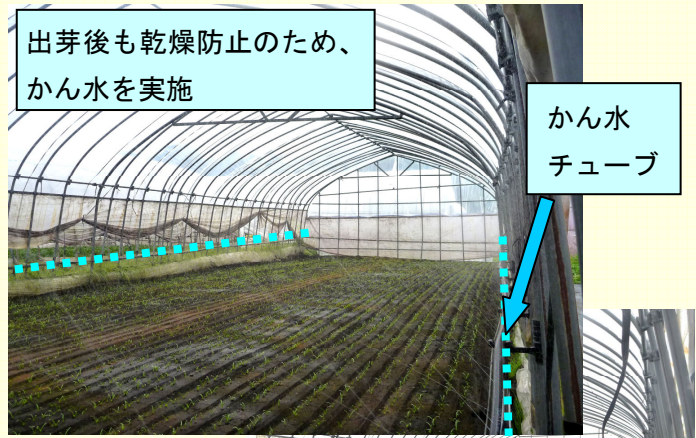 出芽後も乾燥防止のため、
かん水を実施
かん水
チューブ